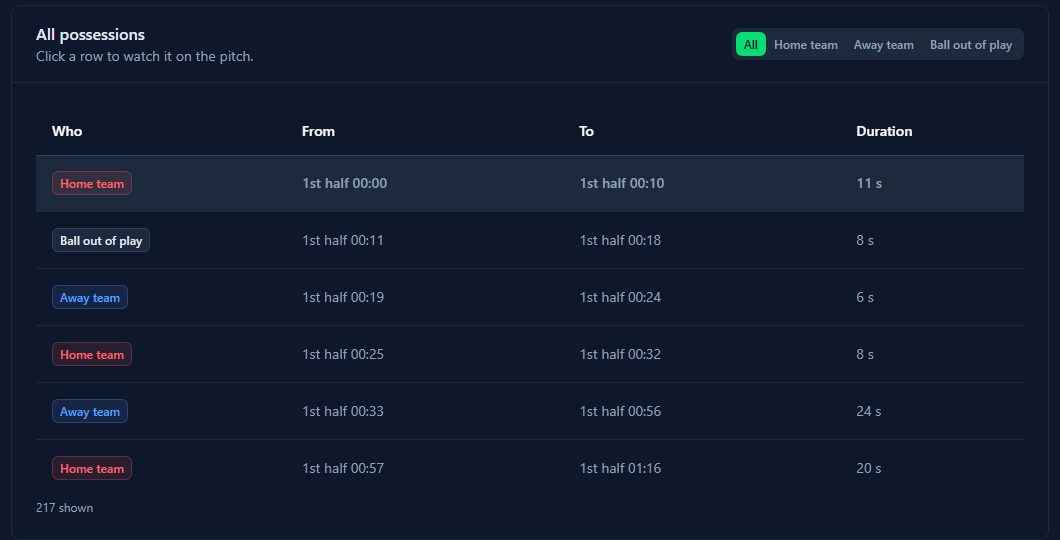 All possessions
Click a row to watch it on the pitch.
All Home team Away team Ball out of play
Who From To Duration
Home team 1st half 00:00 1st half 00:10 11 s
Ball out of play 1st half 00:11 1st half 00:18 8 s
Away team 1st half 00:19 1st half 00:24 6 s
Home team 1st half 00:25 1st half 00:32 8 s
Away team 1st half 00:33 1st half 00:56 24 s
Home team 1st half 00:57 1st half 01:16 20 s
217 shown